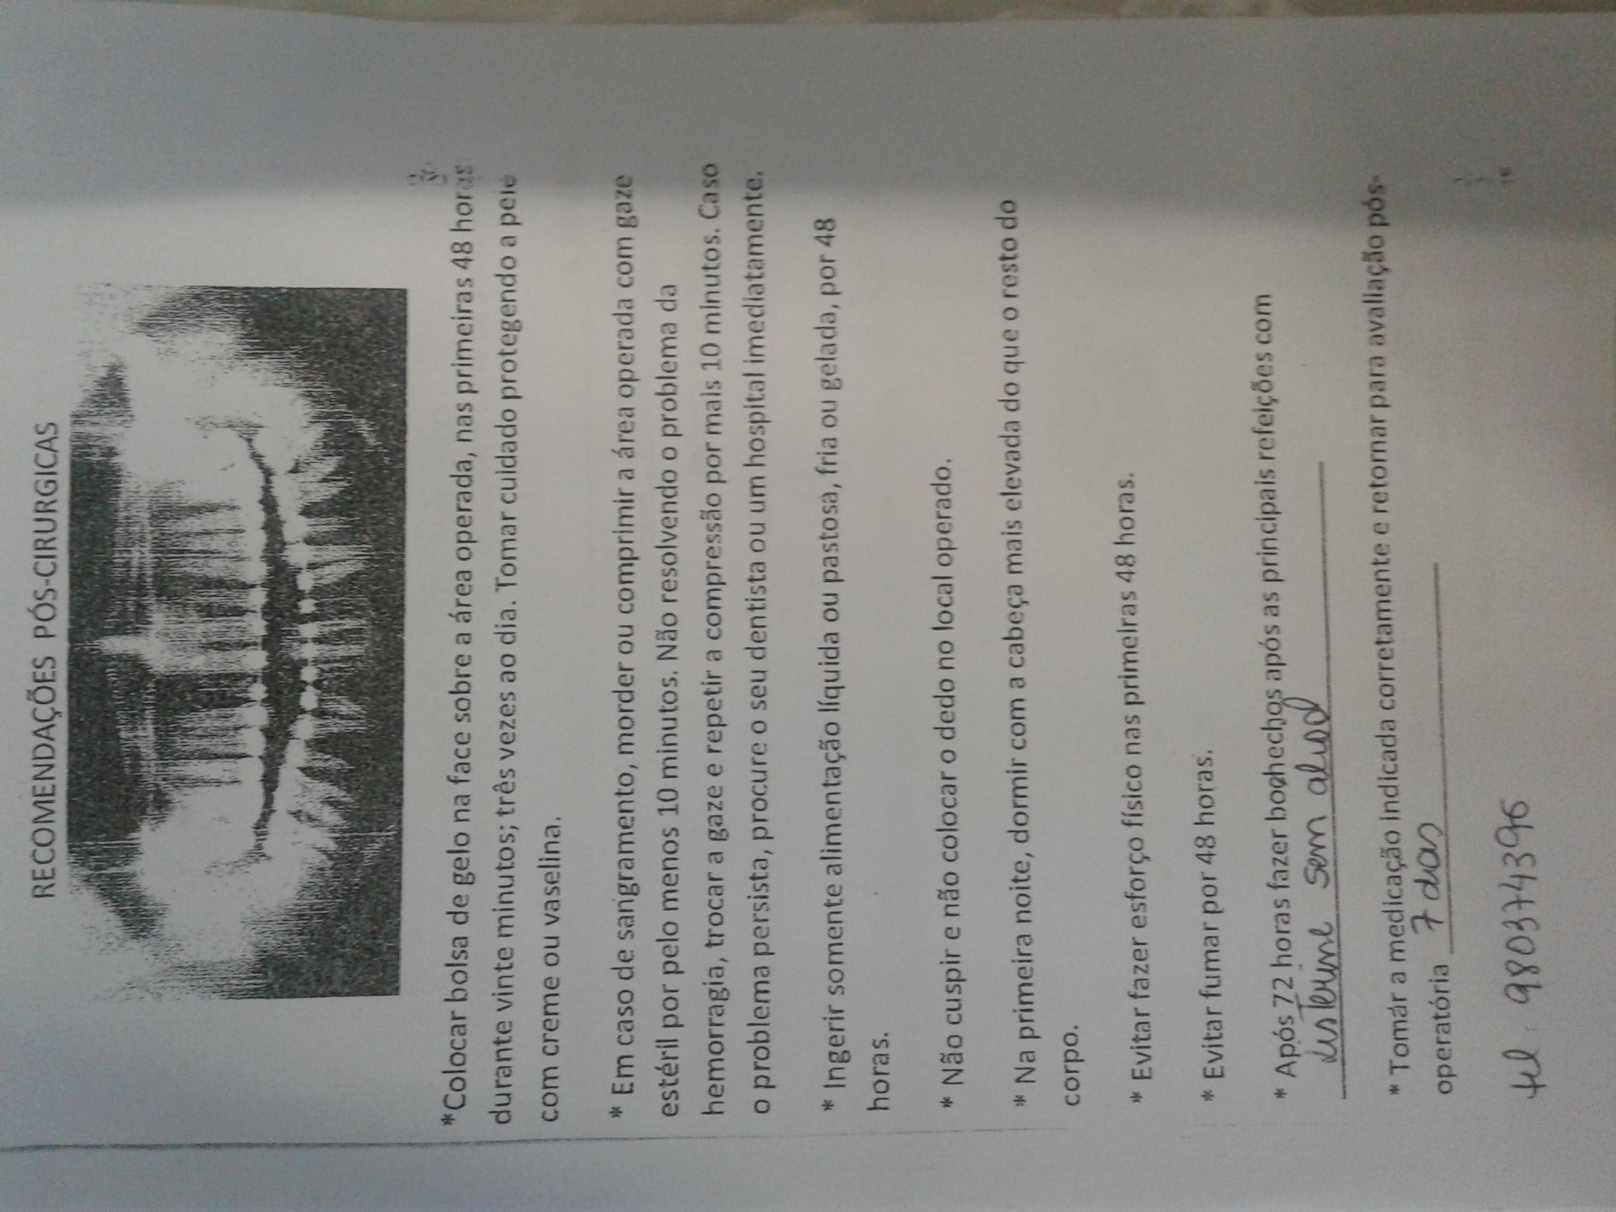 RECOMENDAÇÕES PÓS-CIRURGICAS
*Colocar bolsa de gelo na face sobre a área operada, nas primeiras 48 horas
durante vinte minutos; três vezes ao dia. Tomar cuidado protegendo a pele
com creme ou vaselina.
* Em caso de sangramento, morder ou comprimir a área operada com gaze
estéril por pelo menos 10 minutos. Não resolvendo o problema da
hemorragia, trocar a gaze e repetir a compressão por mais 10 minutos. Caso
o problema persista, procure o seu dentista ou um hospital imediatamente.
* Ingerir somente alimentação líquida ou pastosa, fria ou gelada, por 48
horas.
* Não cuspir e não colocar o dedo no local operado.
* Na primeira noite, dormir com a cabeça mais elevada do que o resto do
corpo.
* Evitar fazer esforço físico nas primeiras 48 horas.
* Evitar fumar por 48 horas.
* Após 72 horas fazer bochechos após as principais refeições com
listerine sem alcool
* Tomar a medicação indicada corretamente e retornar para avaliação pós-
operatória 7 dias
tel: 980374396